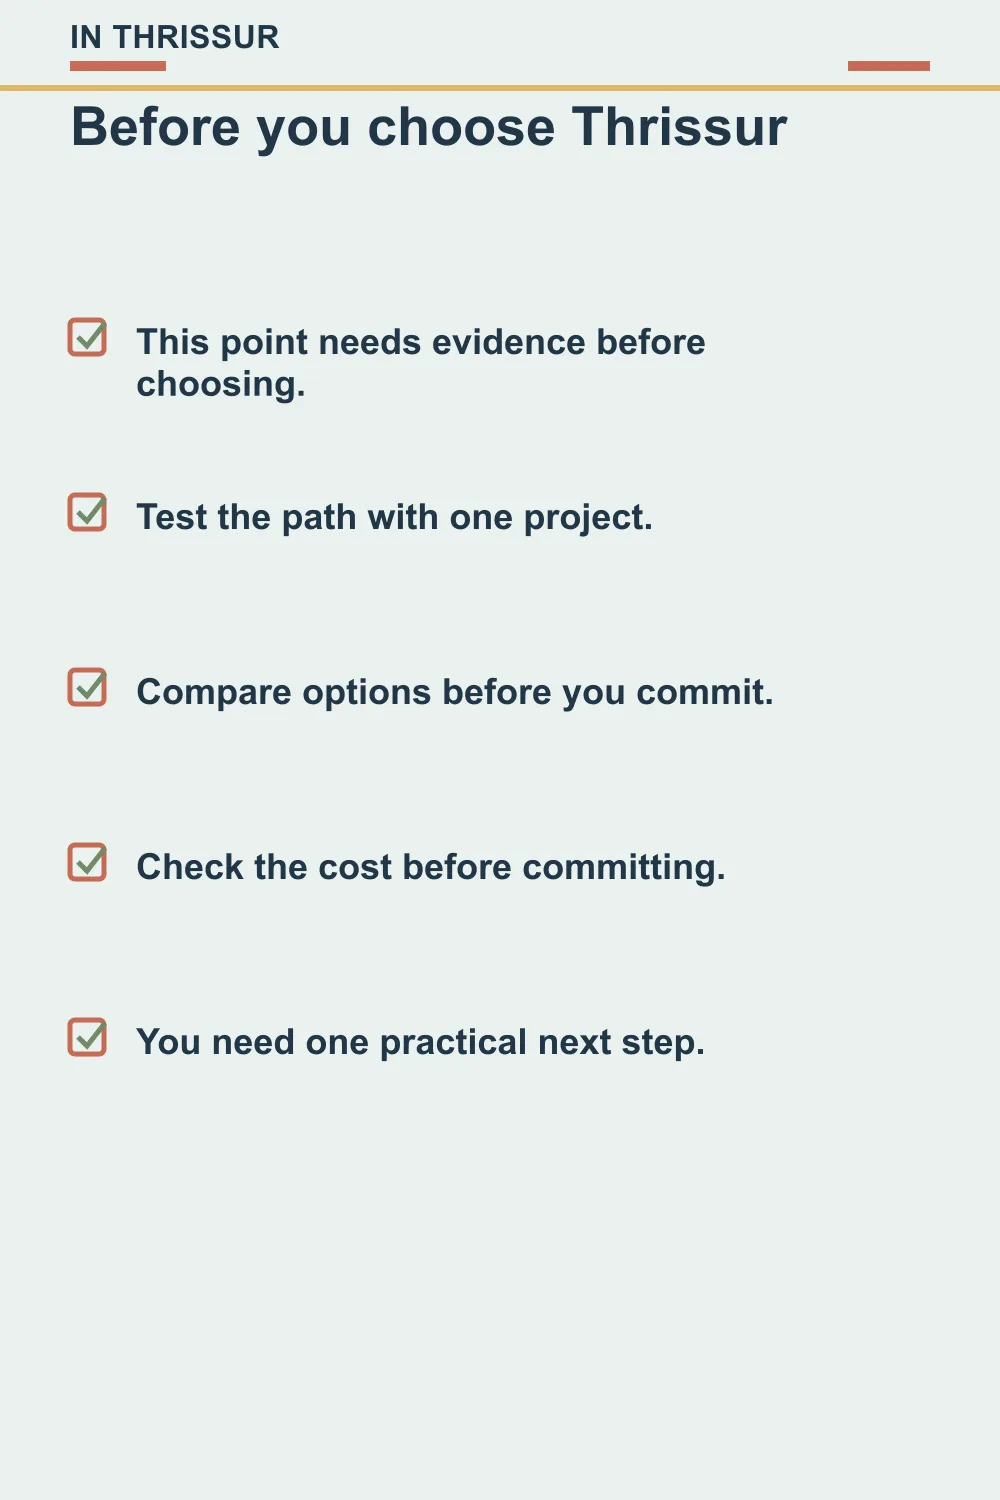 IN THRISSUR
Before you choose Thrissur
This point needs evidence before
choosing.
Test the path with one project.
Compare options before you commit.
Check the cost before committing.
You need one practical next step.